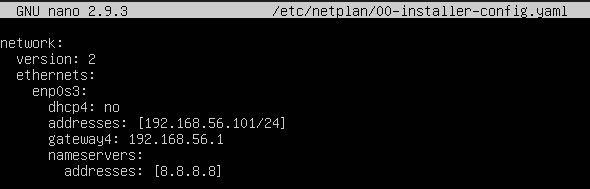 GNU nano 2.9.3 /etc/netplan/00-installer-config.yaml
network:
  version: 2
  ethernets:
    enp0s3:
      dhcp4: no
      addresses: [192.168.56.101/24]
      gateway4: 192.168.56.1
      nameservers:
        addresses: [8.8.8.8]